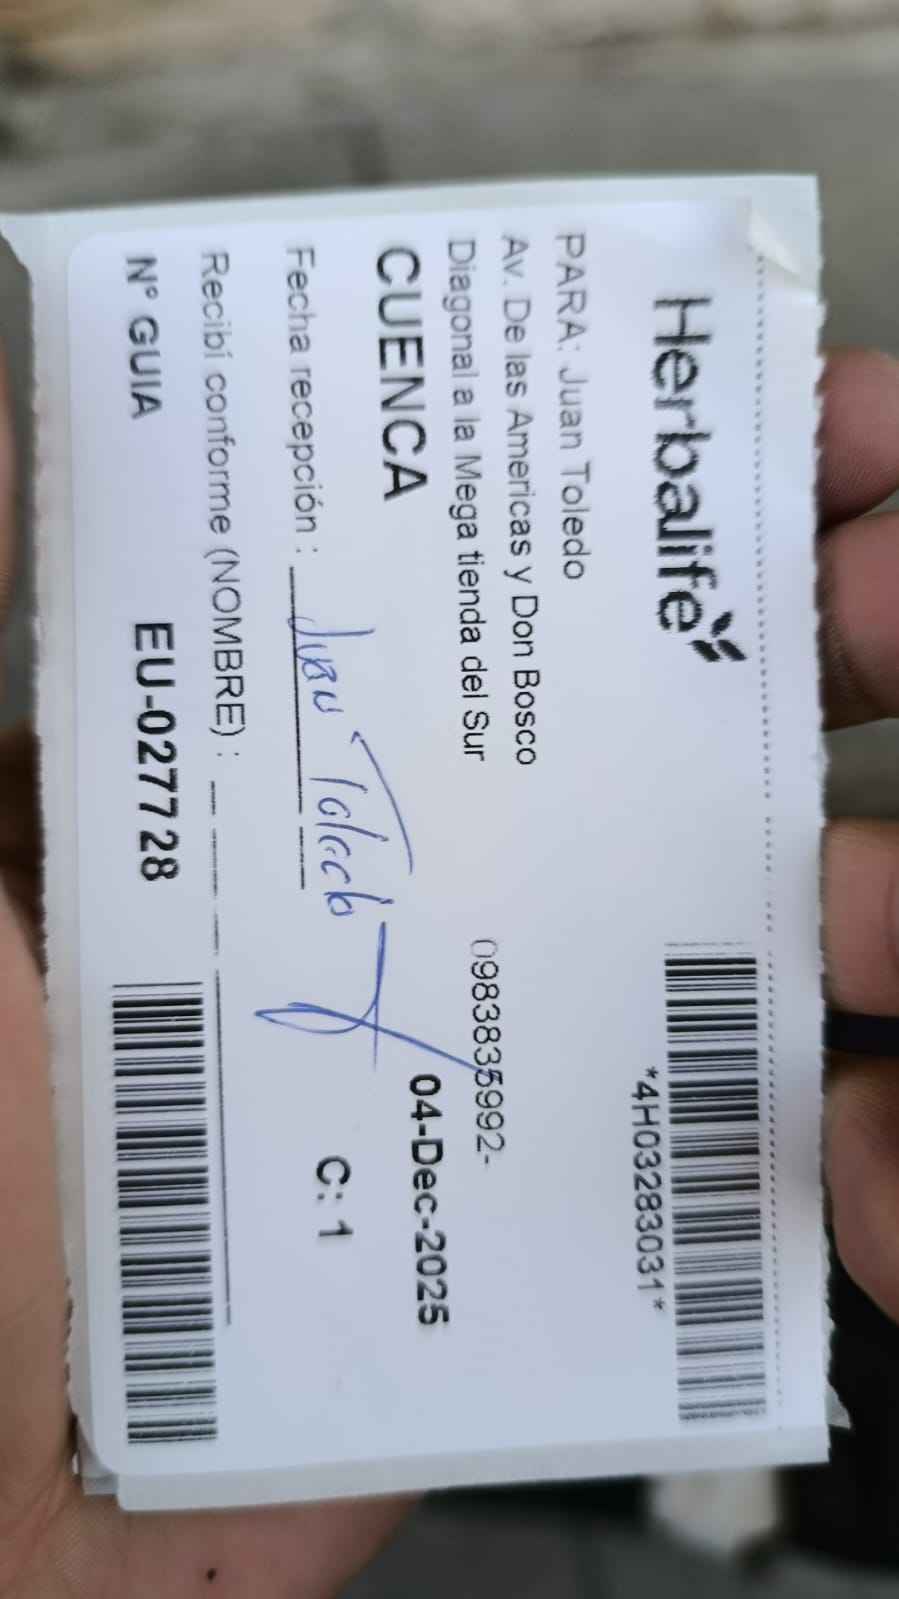 Herbalife
*4H03283031*
PARA: Juan Toledo
Av. De las Americas y Don Bosco
Diagonal a la Mega tienda del Sur
0983835992-
CUENCA
04-Dec-2025
Fecha recepción :
Juan Toledo
C: 1
Recibí conforme (NOMBRE) :
N° GUIA EU-027728